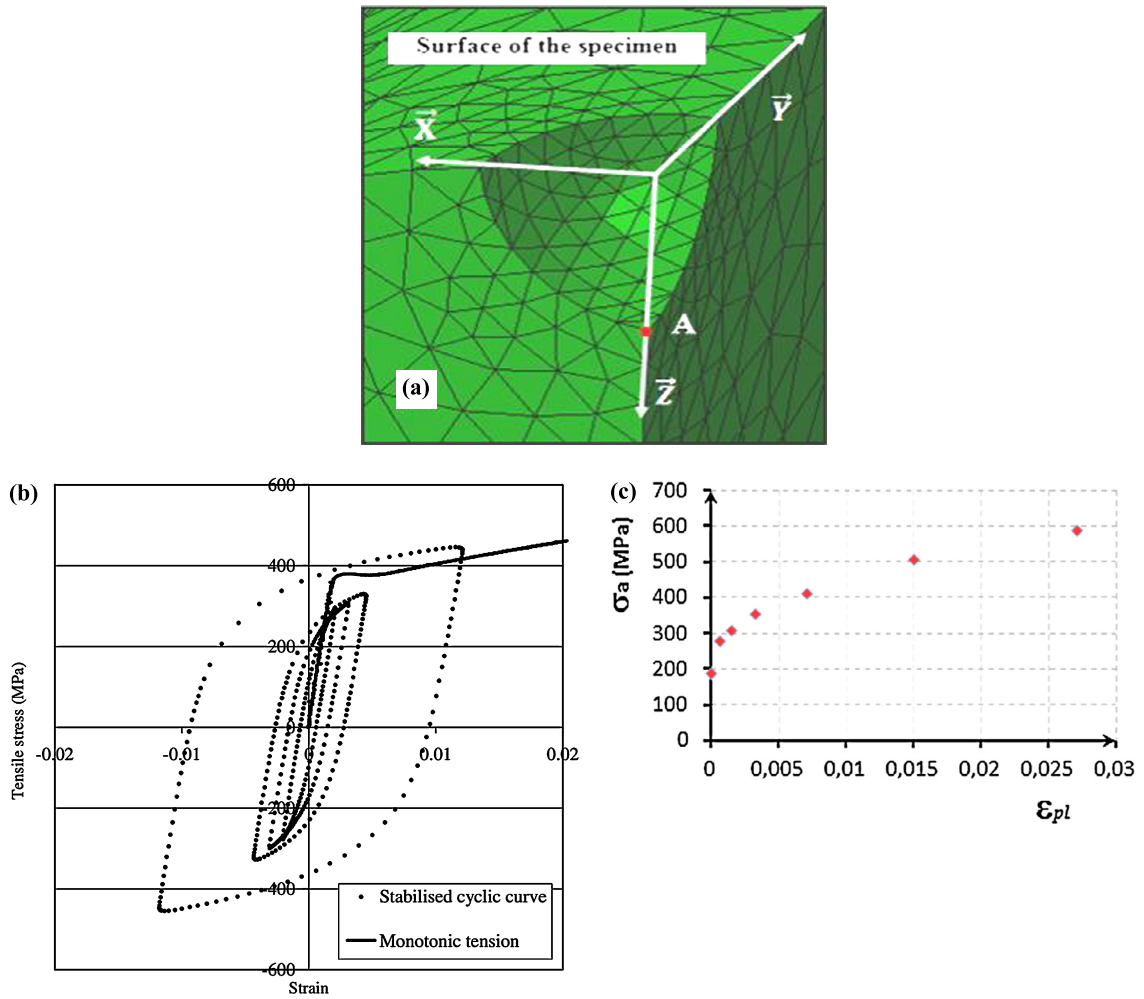 Surface of the specimen
X
Y
A
Z
(a)
(b)
600
400
200
0
-200
-400
-600
-0.02
-0.01
0
0.01
0.02
Tensile stress (MPa)
Strain
Stabilised cyclic curve
Monotonic tension
(c)
700
600
500
400
300
200
100
0
σa (MPa)
0 0,005 0,01 0,015 0,02 0,025 0,03
εpl